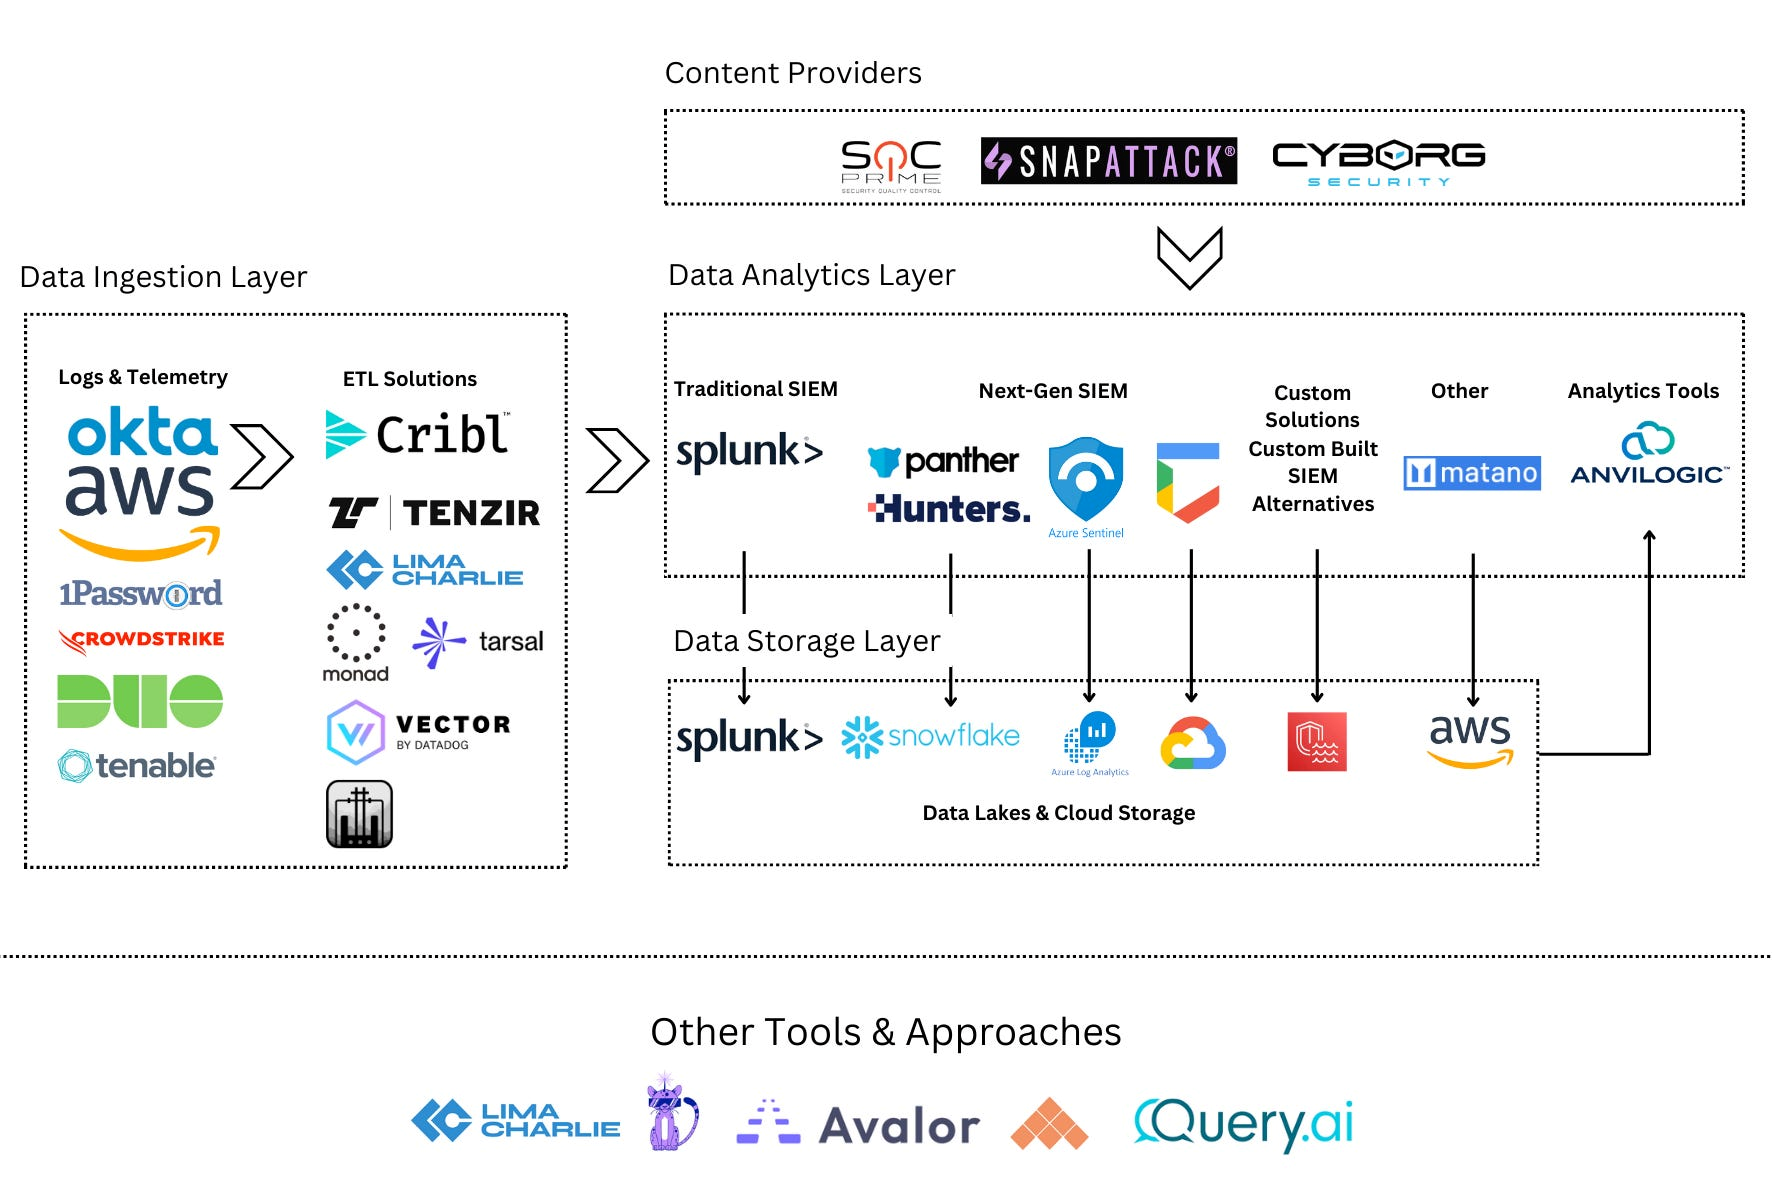 Content Providers
SOC
PRIME
SECURITY QUALITY CONTROL
SNAPATTACK®
CYBORG
SECURITY
Data Ingestion Layer
Data Analytics Layer
Logs & Telemetry
okta
aws
1Password
CROWDSTRIKE
DUO
tenable
ETL Solutions
Cribl™
TENZIR
LIMA
CHARLIE
monad
tarsal
VECTOR
BY DATADOG
Traditional SIEM
splunk>
Next-Gen SIEM
panther
Hunters.
Azure Sentinel
Custom
Solutions
Custom Built
SIEM
Alternatives
Other
matano
Analytics Tools
ANVILOGIC™
Data Storage Layer
splunk>
snowflake
Azure Log Analytics
aws
Data Lakes & Cloud Storage
Other Tools & Approaches
LIMA
CHARLIE
Avalor
Query.ai